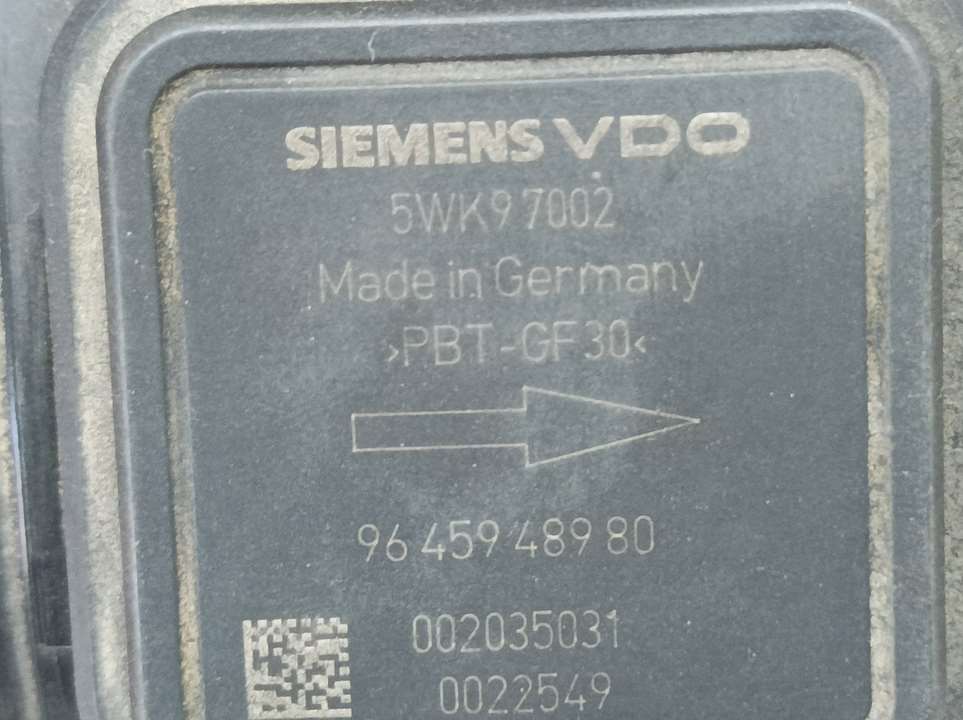 SIEMENS VDO
5WK9 7002
Made in Germany
>PBT-GF30<
96 459 489 80
002035031
0022549